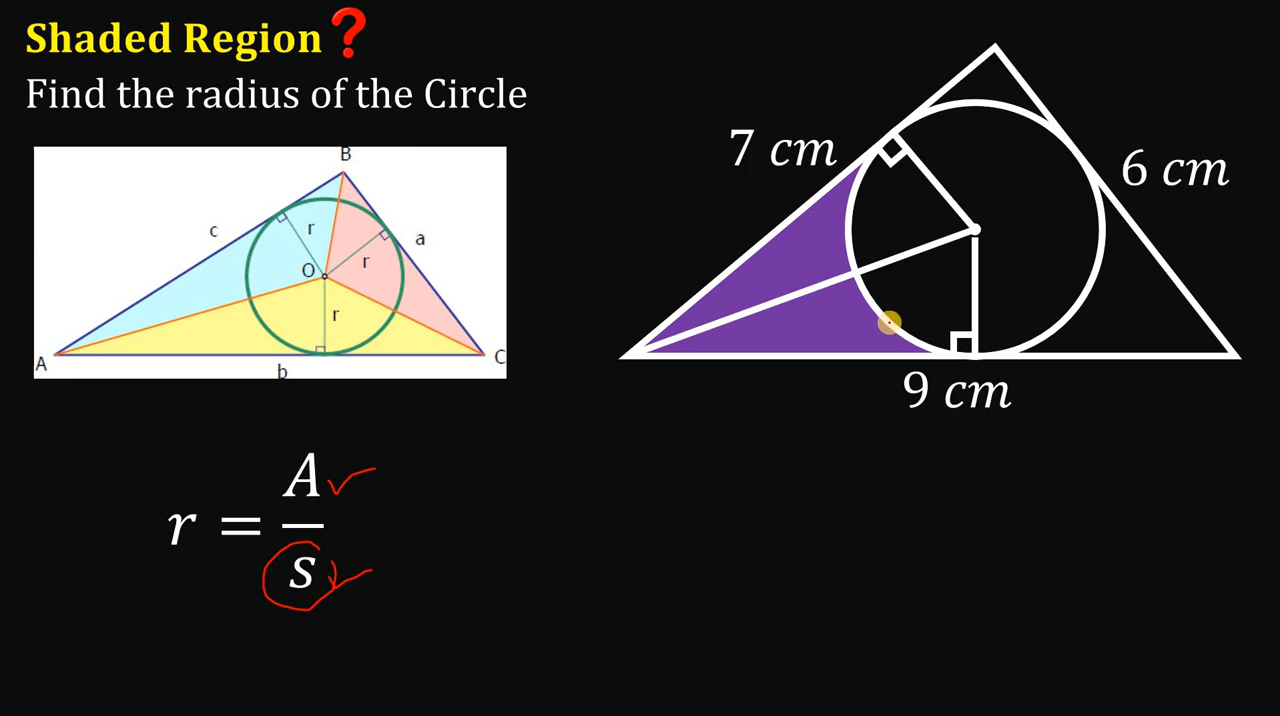 Shaded Region❓
Find the radius of the Circle
B
c
r
a
O
r
r
A
b
C
7 cm
6 cm
9 cm
r = A/s